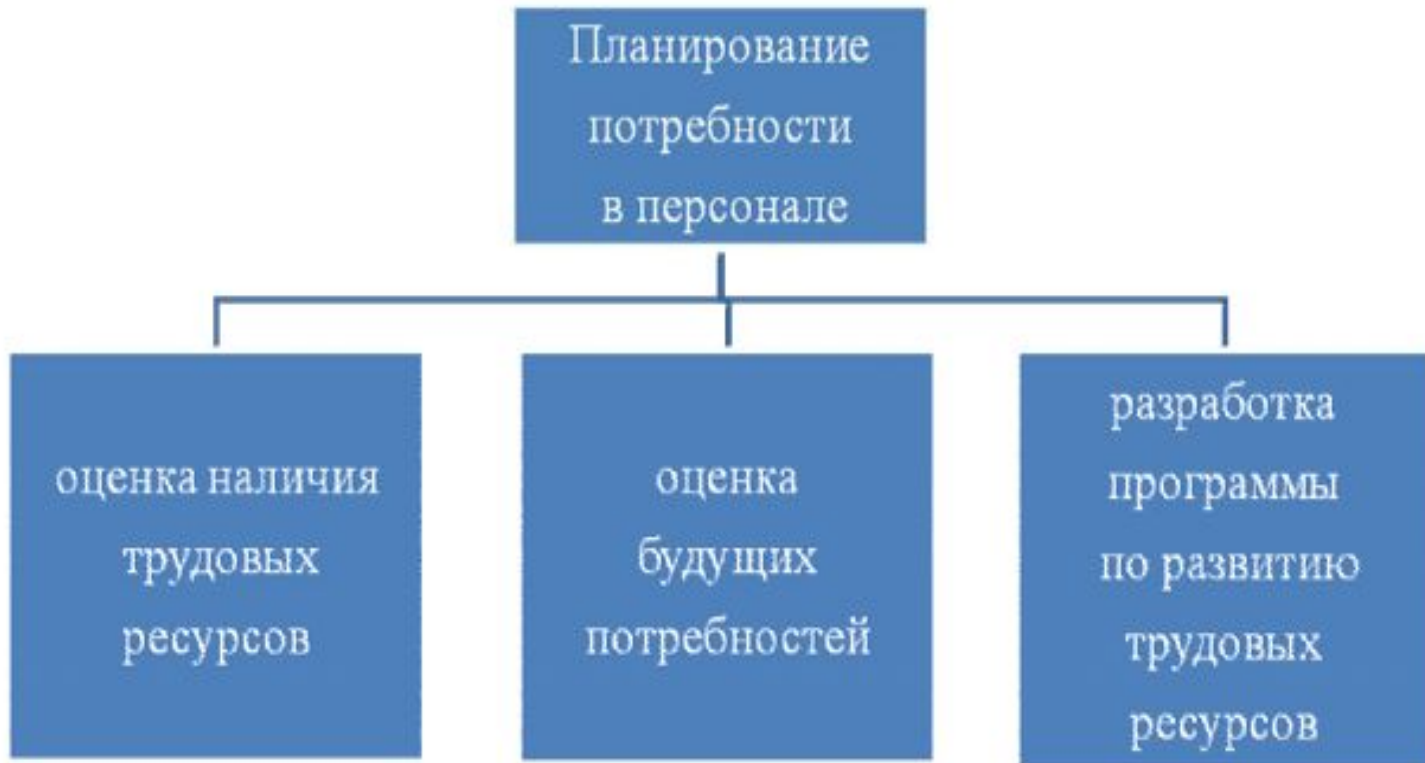 Планирование
потребности
в персонале
оценка наличия
трудовых
ресурсов
оценка
будущих
потребностей
разработка
программы
по развитию
трудовых
ресурсов